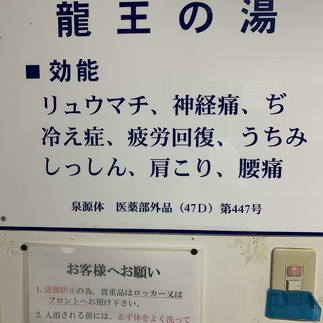 龍王の湯
■効能
リュウマチ、神経痛、ぢ
冷え症、疲労回復、うちみ
しっしん、肩こり、腰痛
泉源体 医薬部外品(47D)第447号
お客様へお願い
1. 盗難防止の為、貴重品はロッカー又は
フロントへお預け下さい。
2. 入浴される前には、必ず体をよく洗って